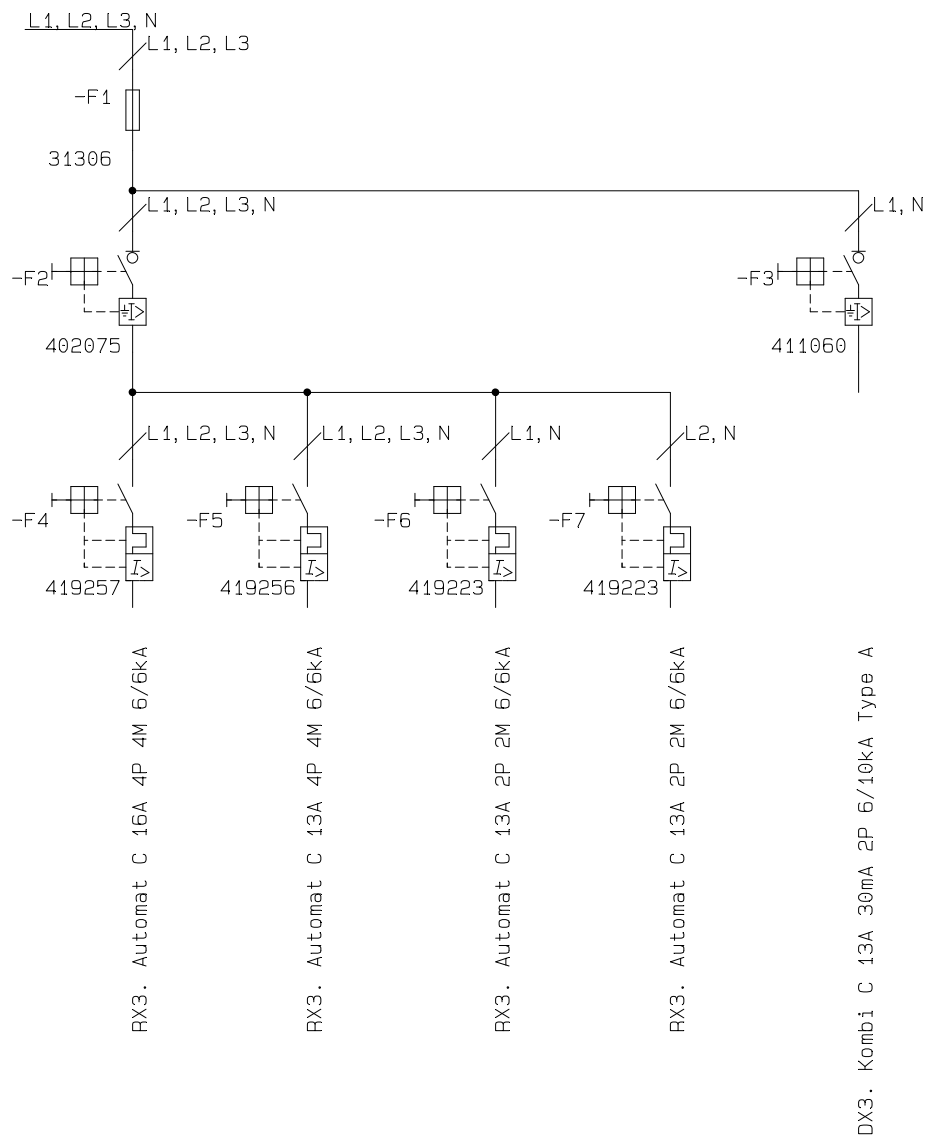 L1, L2, L3, N
L1, L2, L3
-F1
31306
L1, L2, L3, N
L1, N
-F2
-F3
402075
411060
L1, L2, L3, N
L1, L2, L3, N
L1, N
L2, N
-F4
-F5
-F6
-F7
I>
I>
I>
I>
419257
419256
419223
419223
RX3. Automat C 16A 4P 4M 6/6kA
RX3. Automat C 13A 4P 4M 6/6kA
RX3. Automat C 13A 2P 2M 6/6kA
RX3. Automat C 13A 2P 2M 6/6kA
DX3. Kombi C 13A 30mA 2P 6/10kA Type A